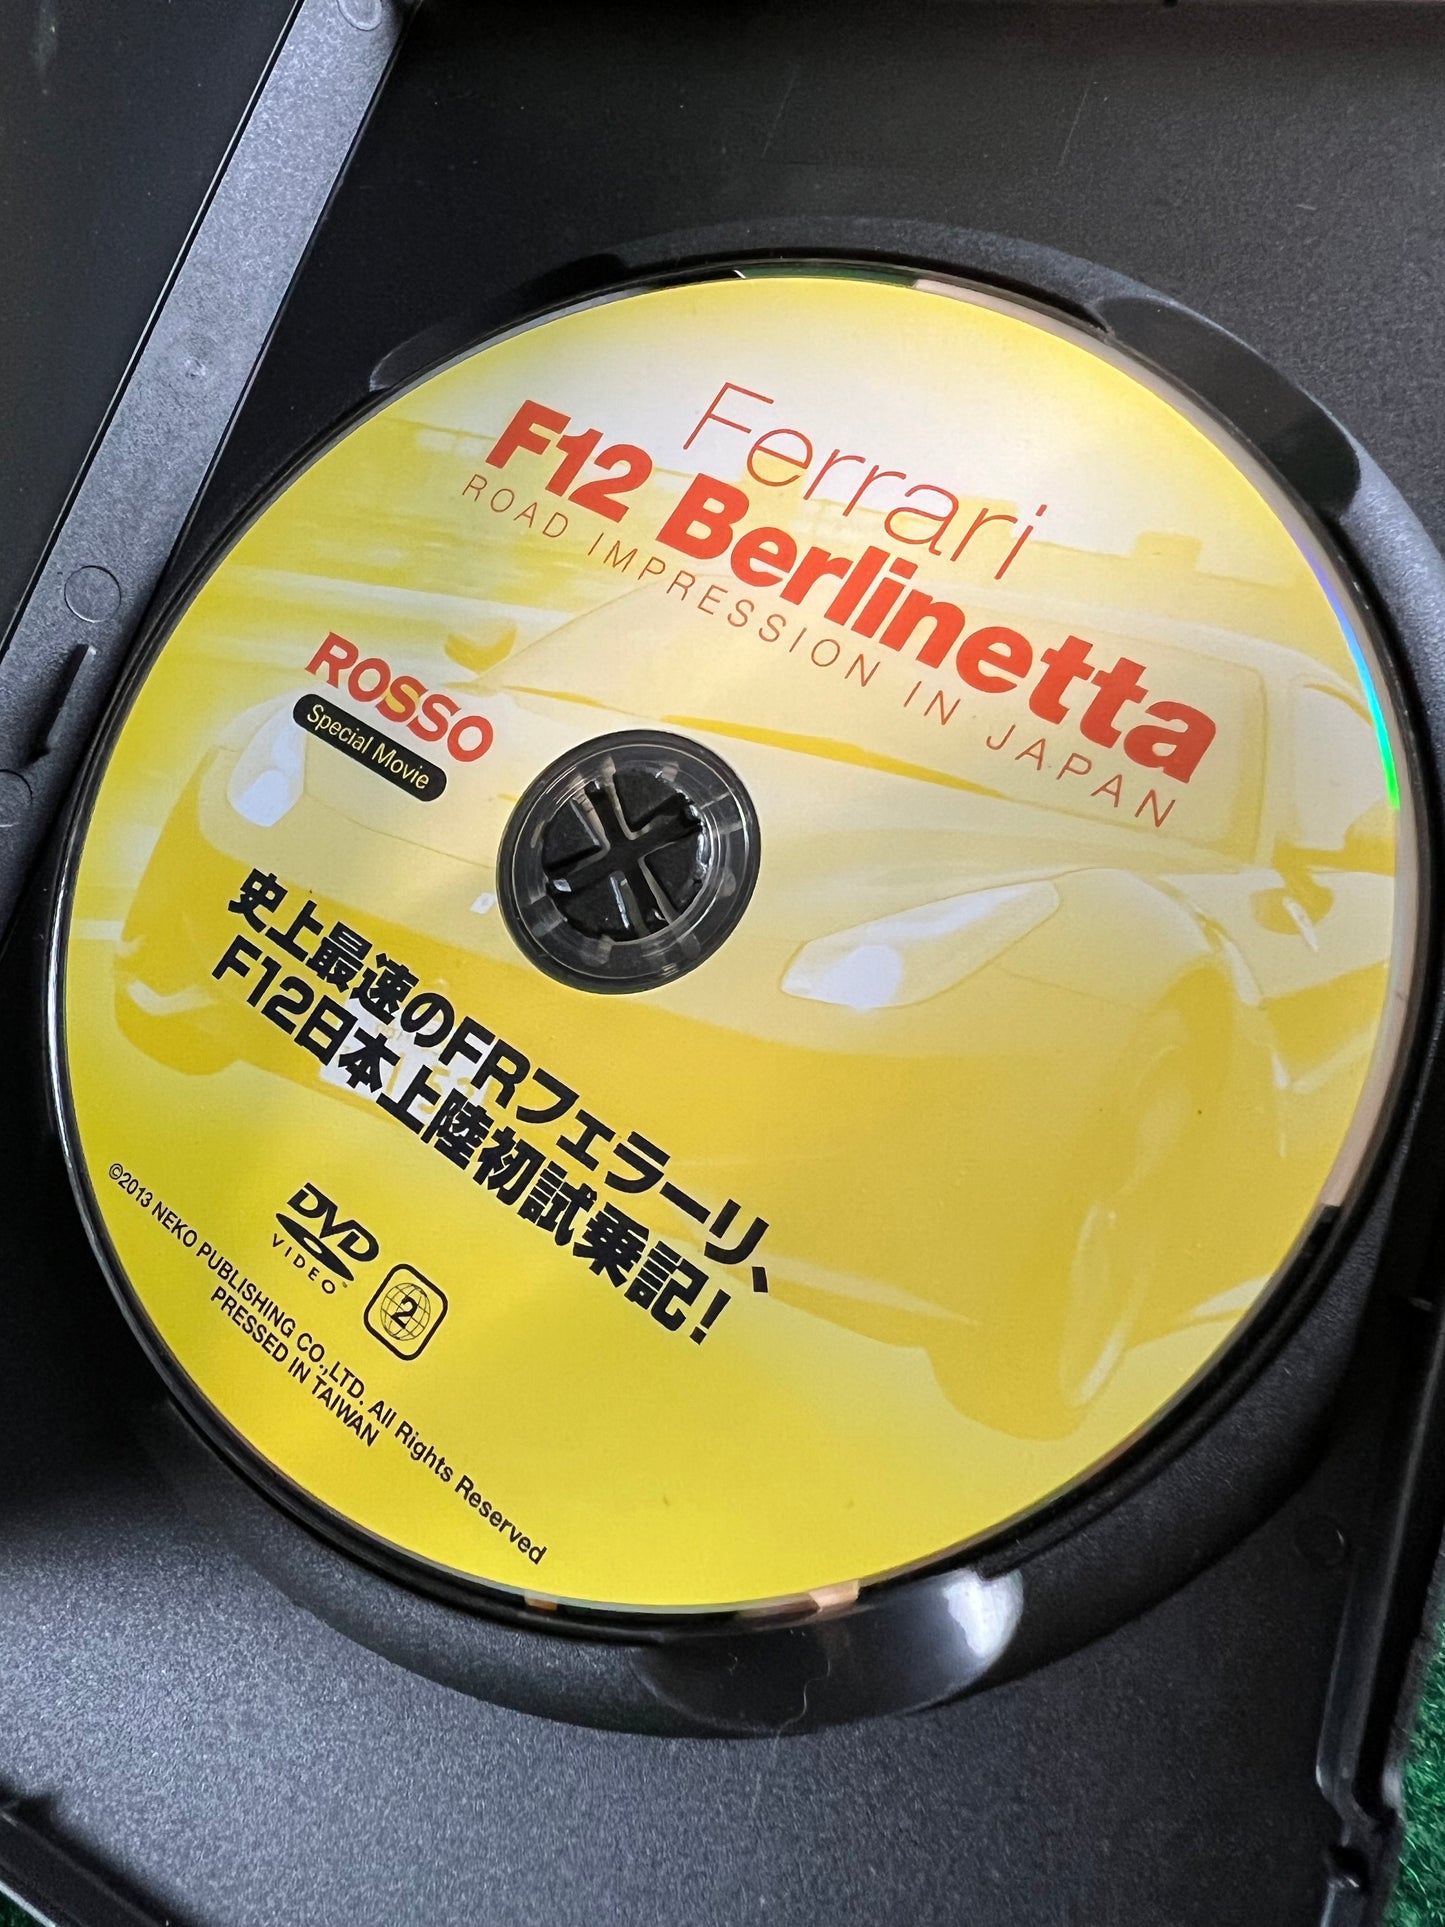 Ferrari
F12 Berlinetta
ROAD IMPRESSION IN JAPAN
ROSSO
Special Movie
史上最速のFRフェラーリ、
F12日本上陸初試乗記！
DVD
VIDEO™
2
©2013 NEKO PUBLISHING CO.,LTD. All Rights Reserved
PRESSED IN TAIWAN